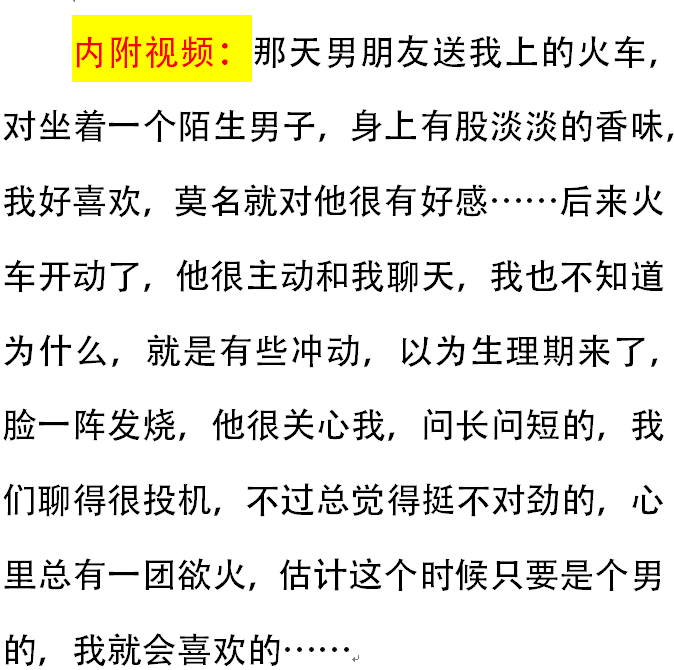 内附视频：那天男朋友送我上的火车，
对坐着一个陌生男子，身上有股淡淡的香味，
我好喜欢，莫名就对他很有好感……后来火
车开动了，他很主动和我聊天，我也不知道
为什么，就是有些冲动，以为生理期来了，
脸一阵发烧，他很关心我，问长问短的，我
们聊得很投机，不过总觉得挺不对劲的，心
里总有一团欲火，估计这个时候只要是个男
的，我就会喜欢的……